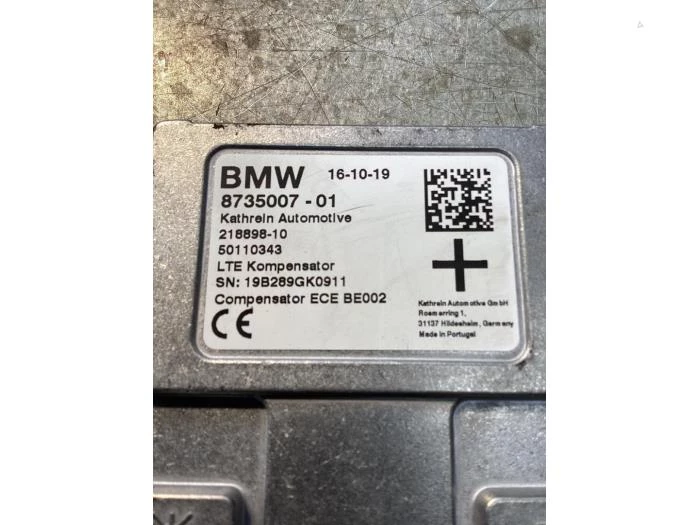 BMW 16-10-19
8735007 - 01
Kathrein Automotive
218898-10
50110343
LTE Kompensator
SN: 19B289GK0911
Compensator ECE BE002
CE
Kathrein Automotive GmbH
Roemerring 1,
31137 Hildesheim, Germany
Made in Portugal